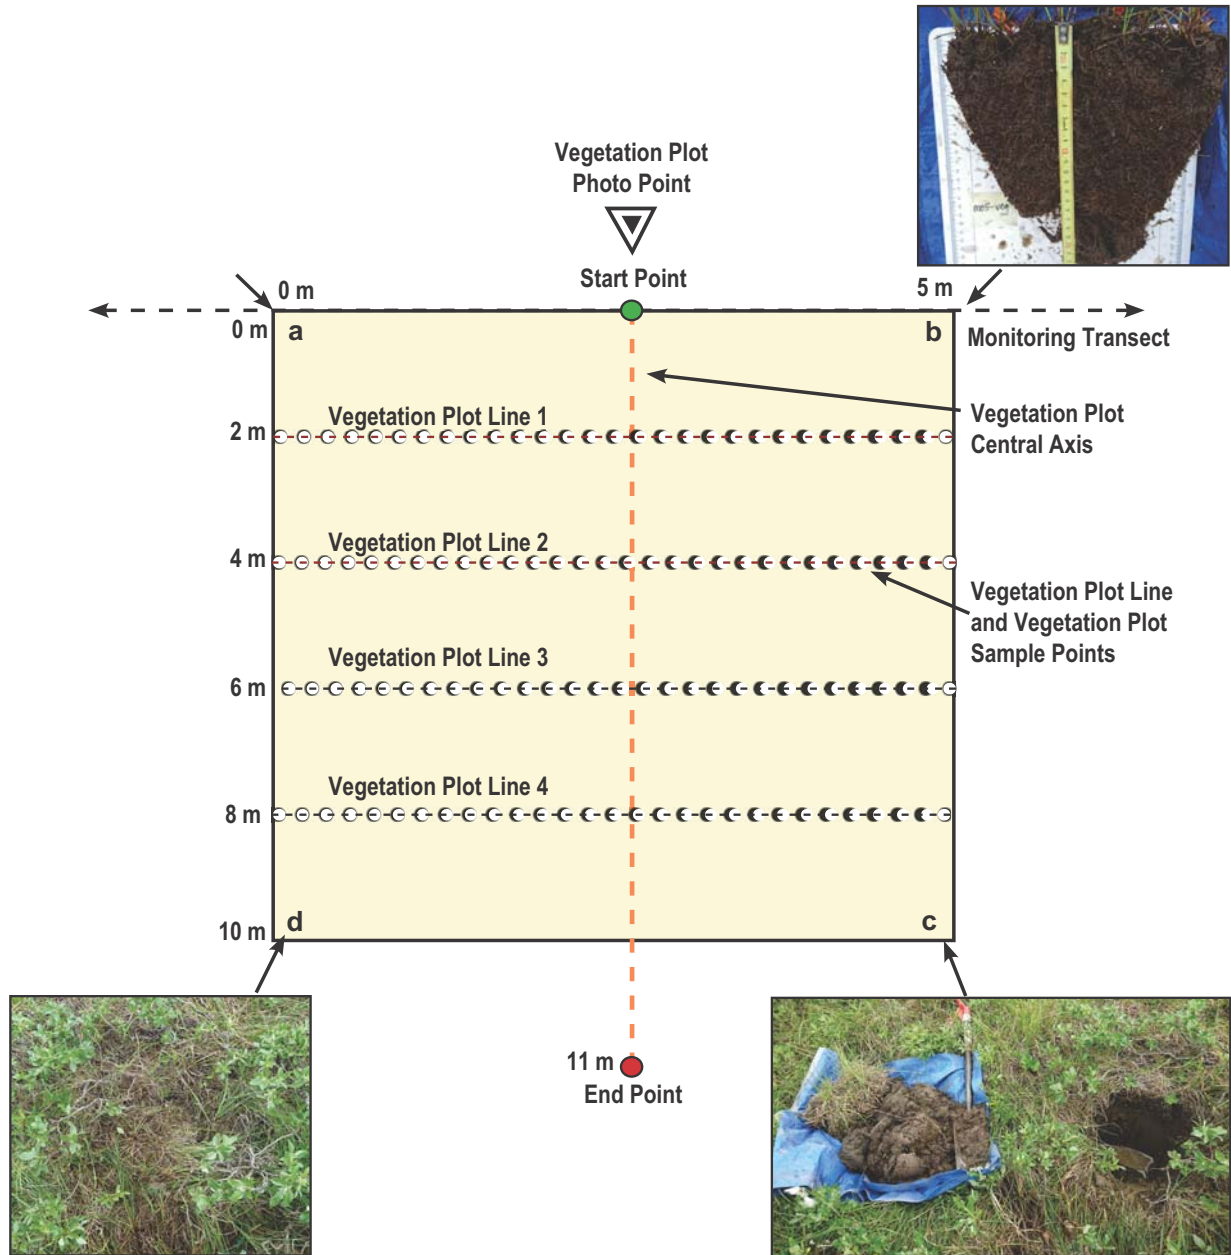 Vegetation Plot
Photo Point
Start Point
0 m
5 m
0 m
a
b
Monitoring Transect
Vegetation Plot Line 1
2 m
Vegetation Plot
Central Axis
Vegetation Plot Line 2
4 m
Vegetation Plot Line
and Vegetation Plot
Sample Points
Vegetation Plot Line 3
6 m
Vegetation Plot Line 4
8 m
d
c
10 m
11 m
End Point